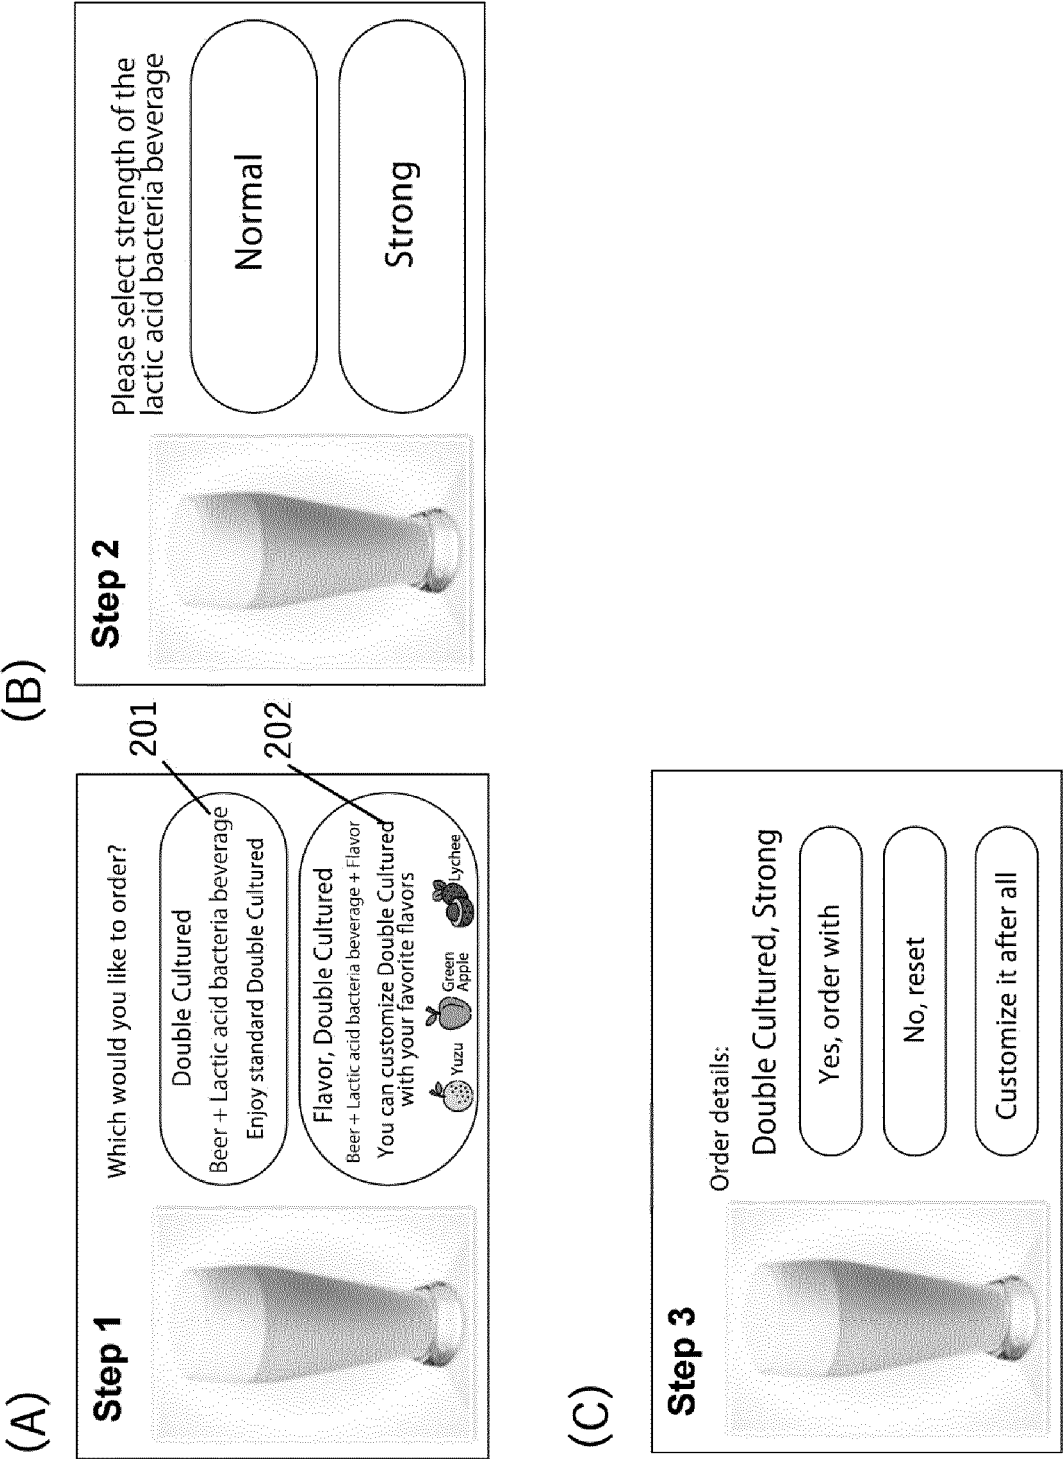 (A)
Step 1
Which would you like to order?
Double Cultured
Beer + Lactic acid bacteria beverage
Enjoy standard Double Cultured
201
Flavor, Double Cultured
Beer + Lactic acid bacteria beverage + Flavor
You can customize Double Cultured
with your favorite flavors
Yuzu
Green
Apple
Lychee
202
(B)
Step 2
Please select strength of the
lactic acid bacteria beverage
Normal
Strong
(C)
Step 3
Order details:
Double Cultured, Strong
Yes, order with
No, reset
Customize it after all